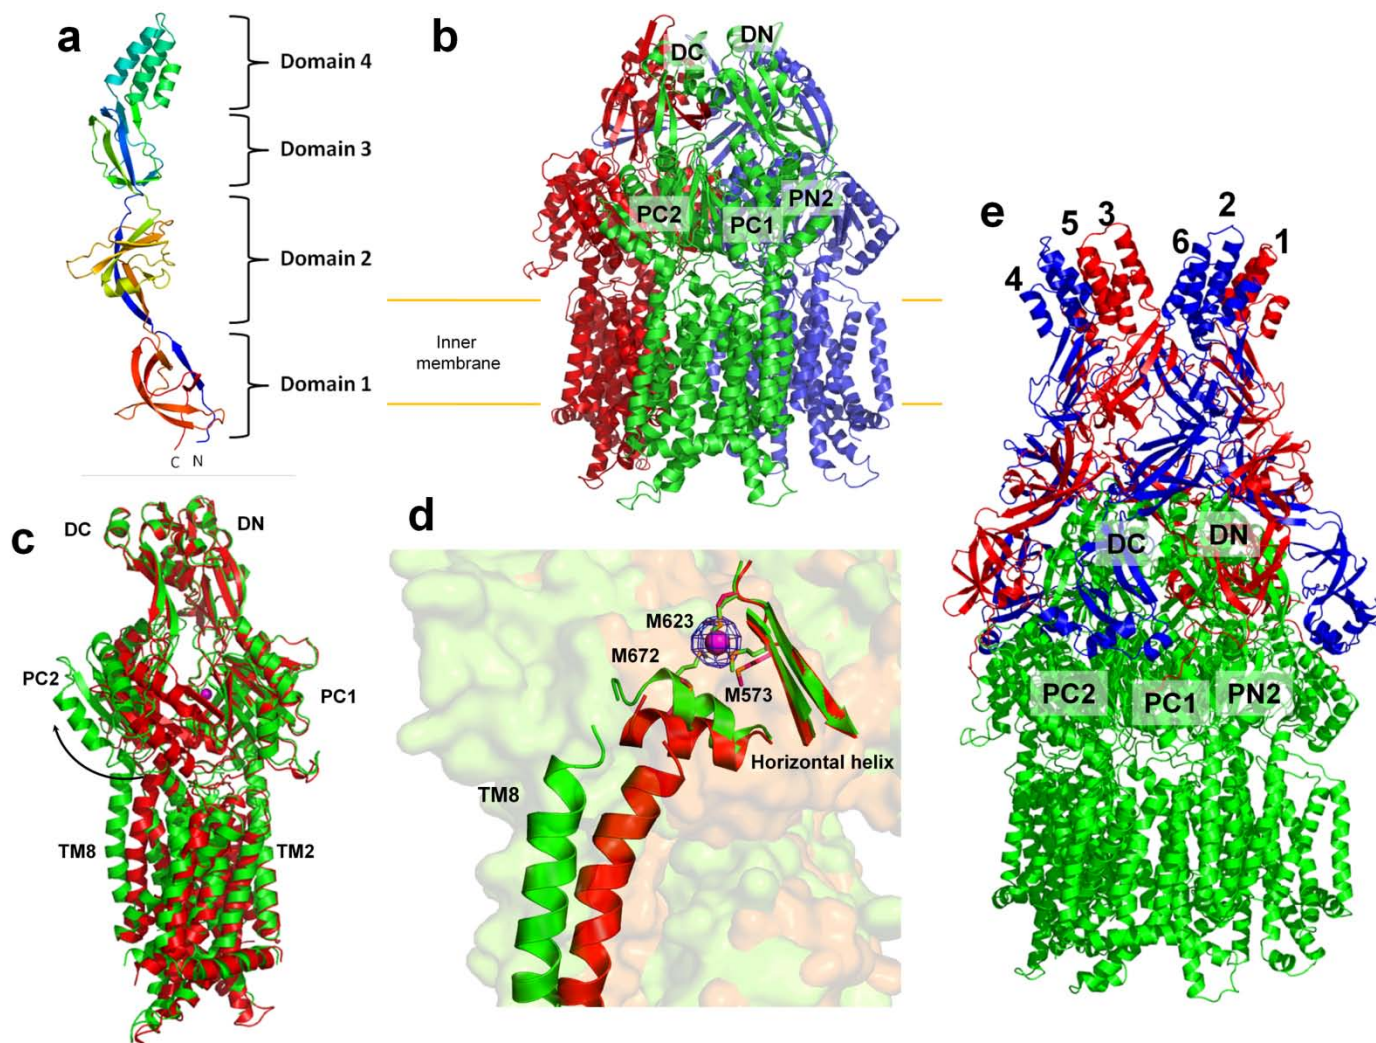 a
Domain 4
Domain 3
Domain 2
Domain 1
C N
b
DC
DN
PC2
PC1
PN2
Inner
membrane
c
DC
DN
PC2
PC1
TM8
TM2
d
M623
M672
M573
Horizontal helix
TM8
e
5
3
2
6
1
4
DC
DN
PC2
PC1
PN2